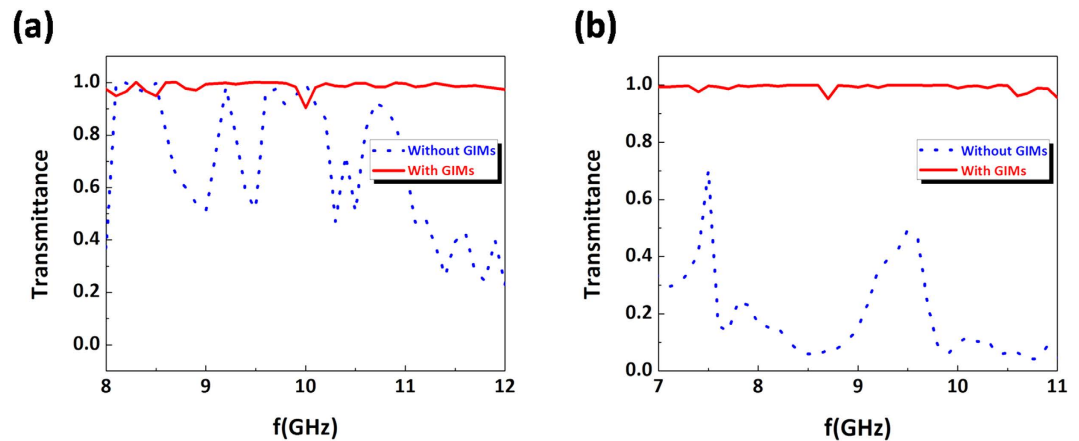 (a)
Transmittance
1.0
0.8
0.6
0.4
0.2
0.0
Without GIMs
With GIMs
8
9
10
11
12
f(GHz)
(b)
Transmittance
1.0
0.8
0.6
0.4
0.2
0.0
Without GIMs
With GIMs
7
8
9
10
11
f(GHz)